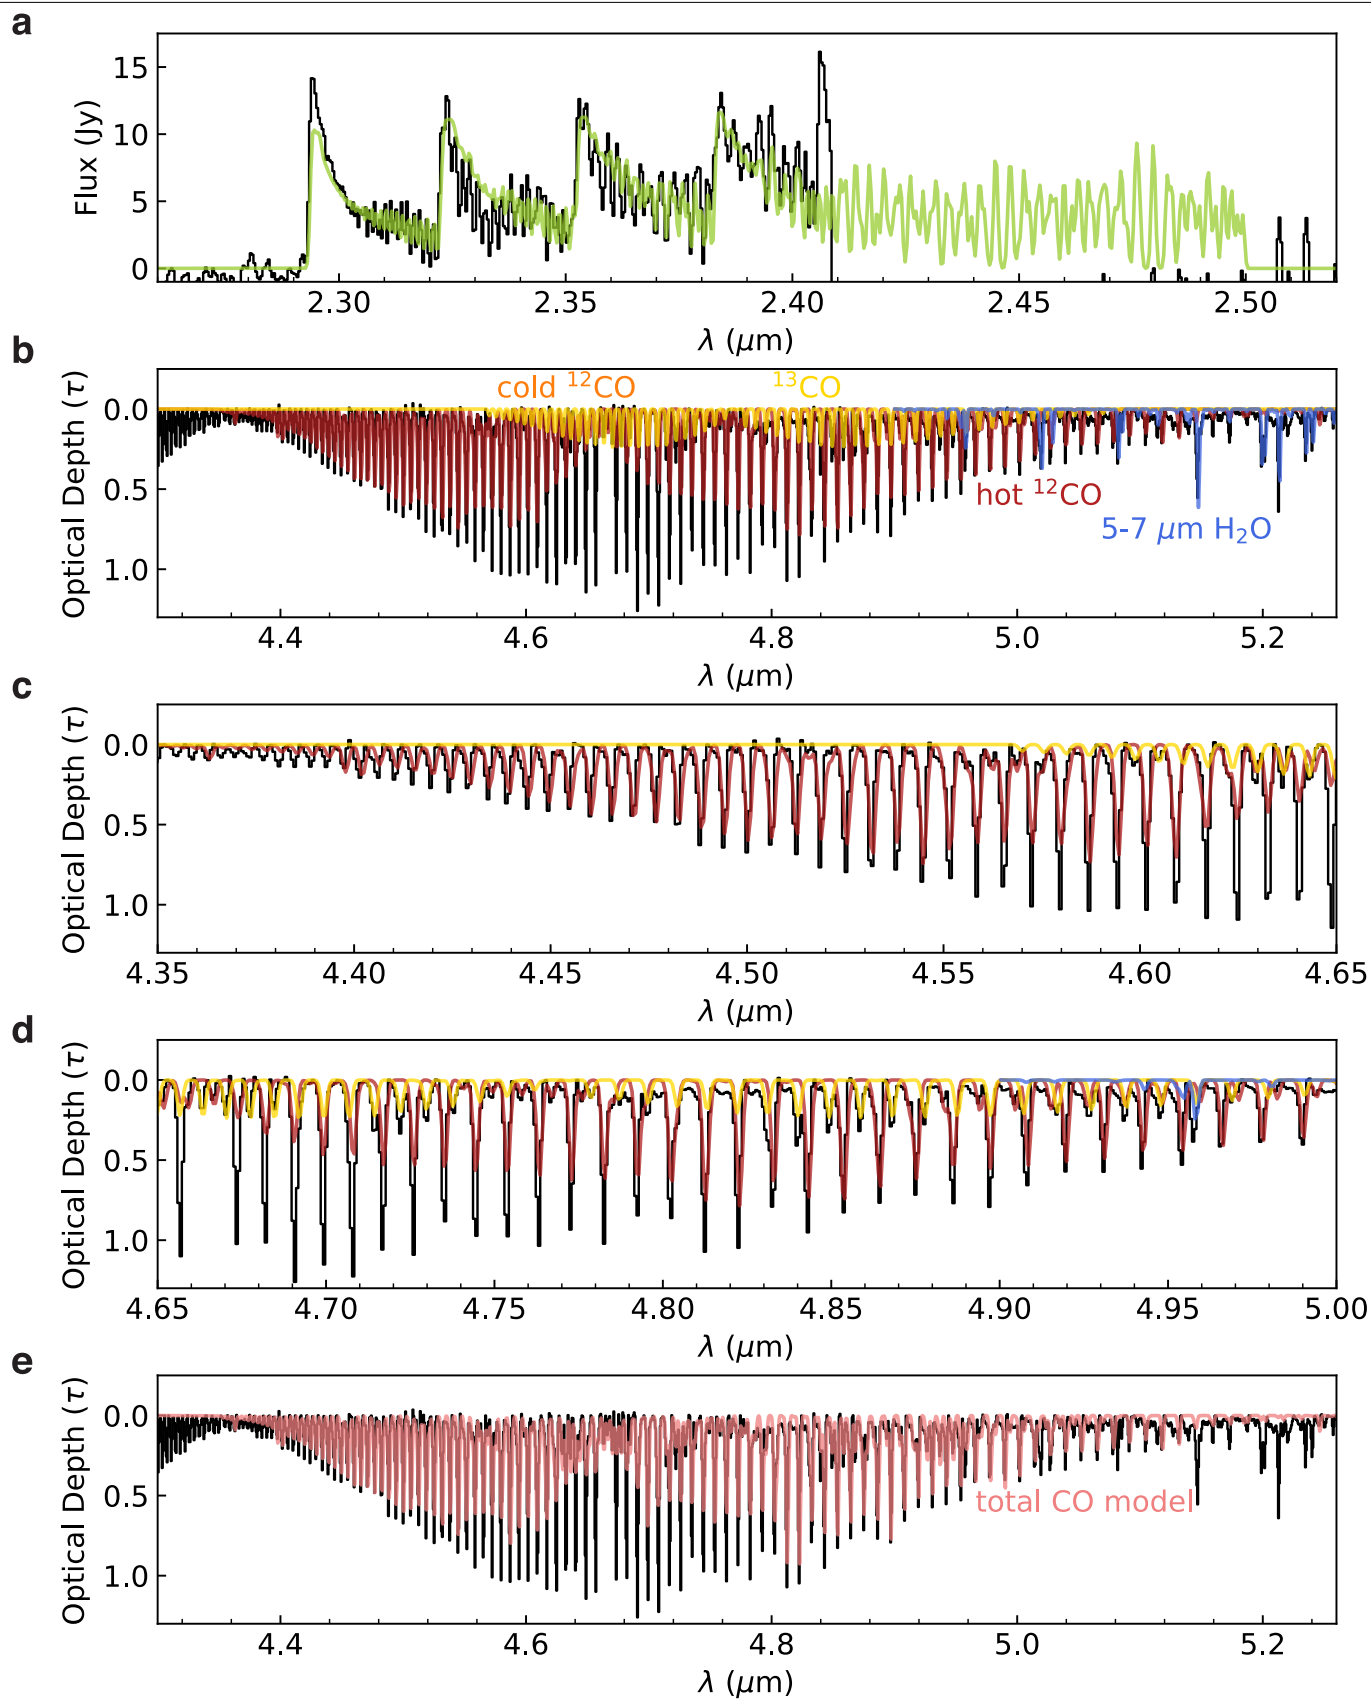 a
15
10
5
0
Flux (Jy)
2.30 2.35 2.40 2.45 2.50
λ (μm)
b
cold ¹²CO ¹³CO
0.0
0.5
1.0
Optical Depth (τ)
hot ¹²CO
5-7 μm H₂O
4.4 4.6 4.8 5.0 5.2
λ (μm)
c
0.0
0.5
1.0
Optical Depth (τ)
4.35 4.40 4.45 4.50 4.55 4.60 4.65
λ (μm)
d
0.0
0.5
1.0
Optical Depth (τ)
4.65 4.70 4.75 4.80 4.85 4.90 4.95 5.00
λ (μm)
e
0.0
0.5
1.0
Optical Depth (τ)
total CO model
4.4 4.6 4.8 5.0 5.2
λ (μm)